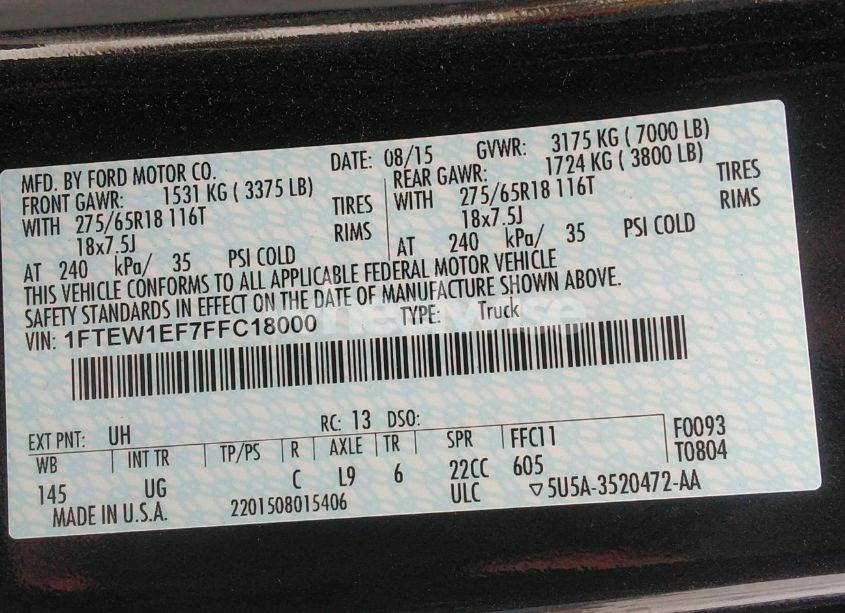 MFD. BY FORD MOTOR CO. DATE: 08/15 GVWR: 3175 KG ( 7000 LB)
FRONT GAWR: 1531 KG ( 3375 LB) REAR GAWR: 1724 KG ( 3800 LB)
WITH 275/65R18 116T TIRES WITH 275/65R18 116T TIRES
18x7.5J RIMS 18x7.5J RIMS
AT 240 kPa/ 35 PSI COLD AT 240 kPa/ 35 PSI COLD
THIS VEHICLE CONFORMS TO ALL APPLICABLE FEDERAL MOTOR VEHICLE
SAFETY STANDARDS IN EFFECT ON THE DATE OF MANUFACTURE SHOWN ABOVE.
VIN: 1FTEW1EF7FFC18000 TYPE: Truck
EXT PNT: UH RC: 13 DSO: F0093
WB INT TR TP/PS R AXLE TR SPR FFC11 T0804
145 UG C L9 6 22CC 605
MADE IN U.S.A. 2201508015406 ULC ▽5U5A-3520472-AA